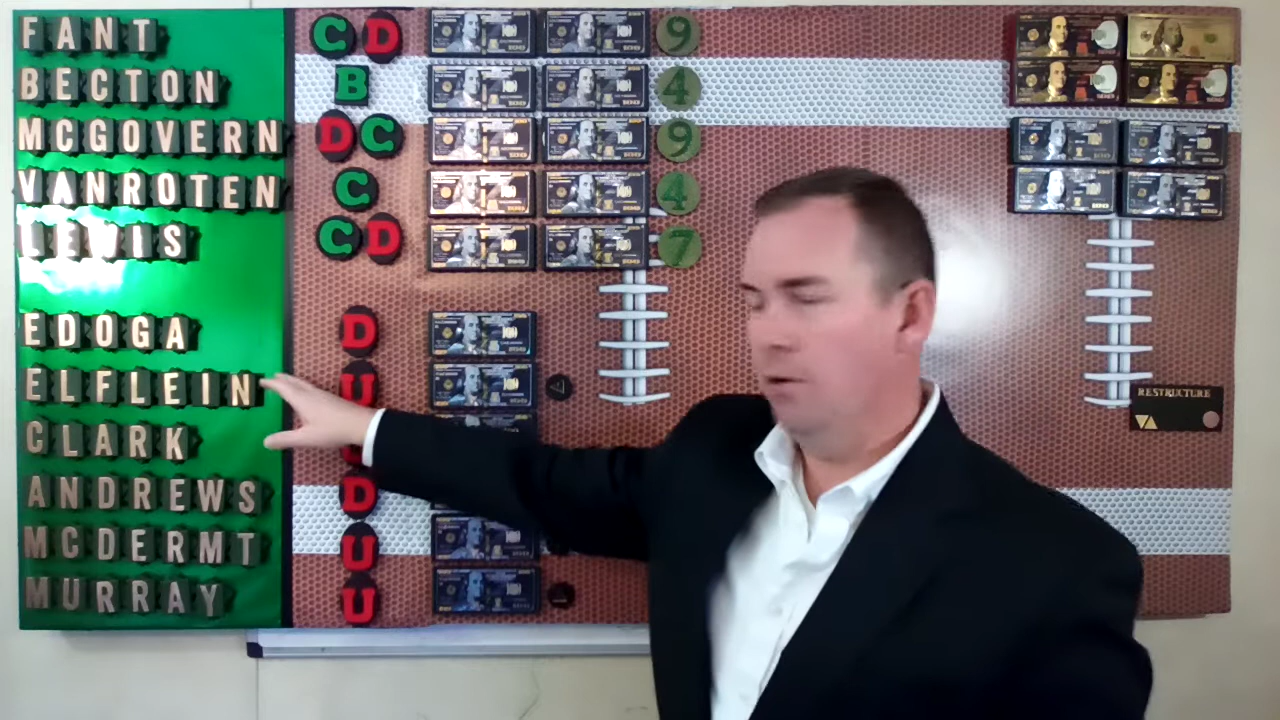 FANT C D 9
BECTON B 4
MCGOVERN D C 9
VANROTEN C 4
LEWIS C D 7
EDOGA D
ELFLEIN U
CLARK
ANDREWS D
MCDERMT U
MURRAY U
RESTRUCTURE